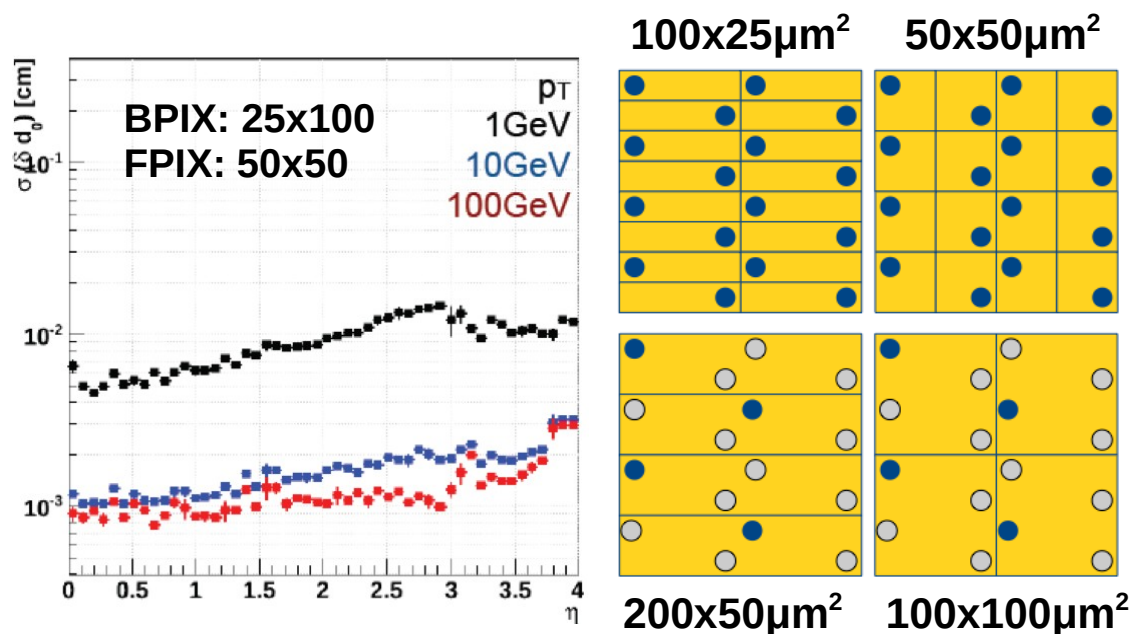 100x25µm²
50x50µm²
σ (δ d₀) [cm]
BPIX: 25x100
FPIX: 50x50
pT
1GeV
10GeV
100GeV
10⁻¹
10⁻²
10⁻³
0
0.5
1
1.5
2
2.5
3
3.5
4
η
200x50µm²
100x100µm²